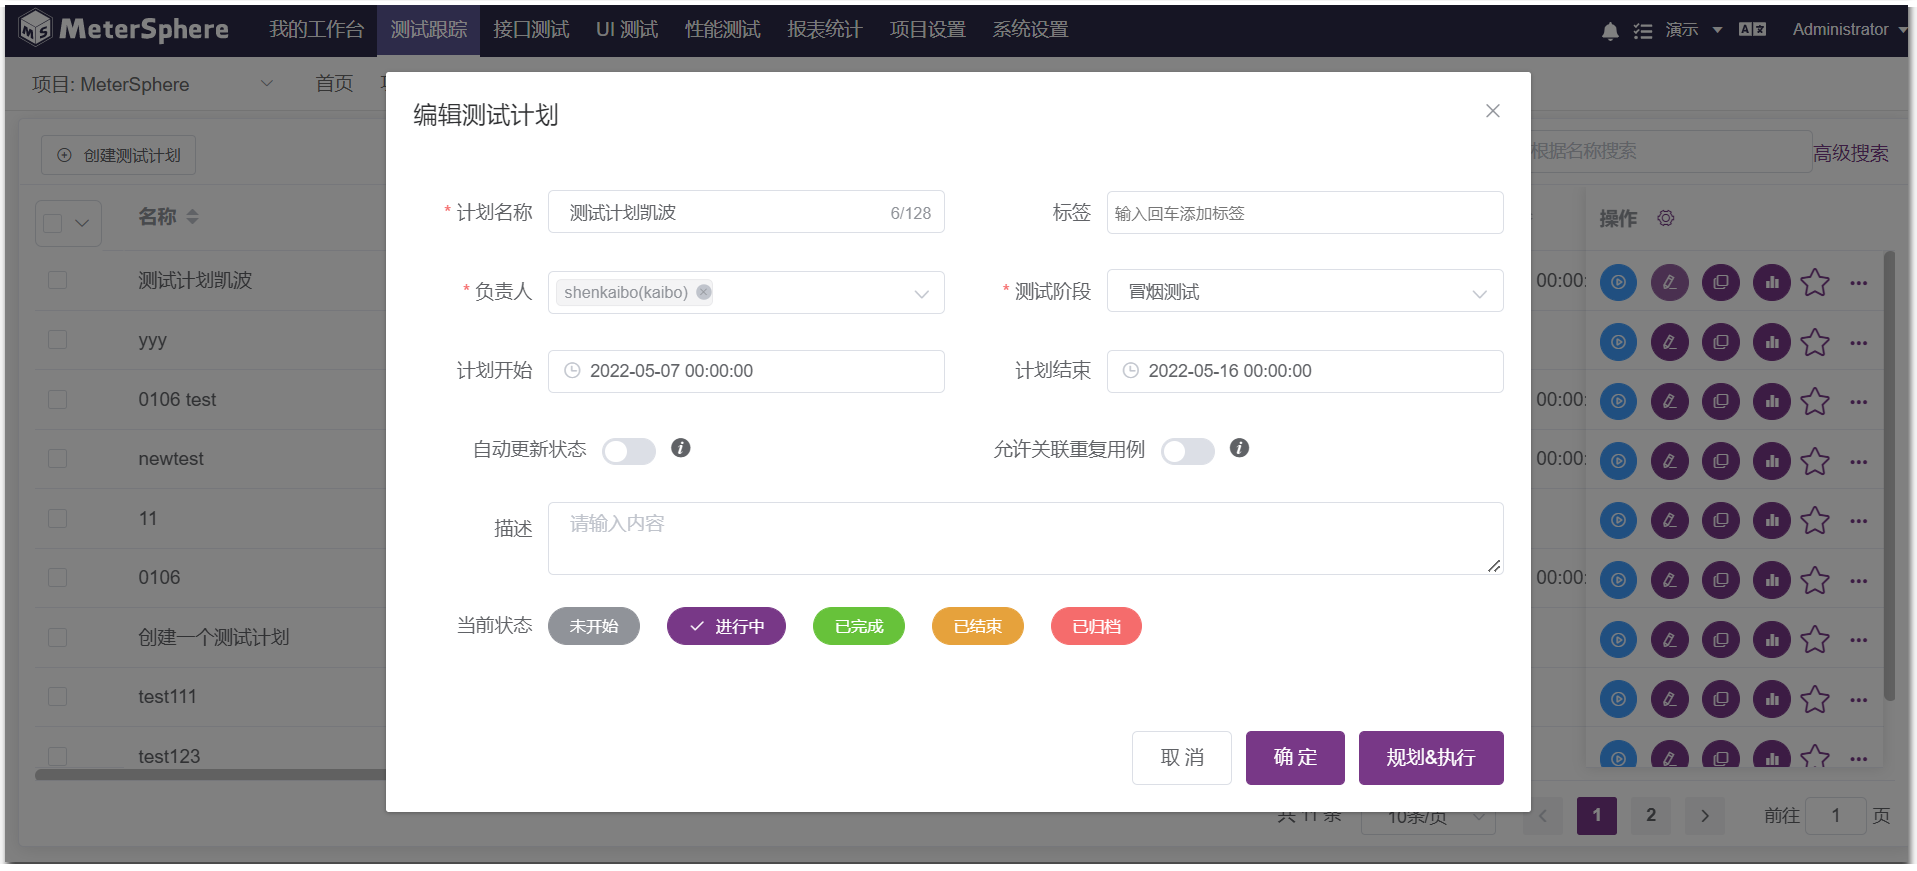 MeterSphere 我的工作台 测试跟踪 接口测试 UI 测试 性能测试 报表统计 项目设置 系统设置 演示 Administrator
项目: MeterSphere 首页
编辑测试计划
创建测试计划
根据名称搜索 高级搜索
名称
操作
* 计划名称 测试计划凯波 6/128
标签 输入回车添加标签
测试计划凯波
00:00:
* 负责人 shenkaibo(kaibo)
* 测试阶段 冒烟测试
yyy
计划开始 2022-05-07 00:00:00
计划结束 2022-05-16 00:00:00
0106 test
00:00:
自动更新状态
允许关联重复用例
newtest
00:00:
11
描述 请输入内容
0106
00:00:
当前状态 未开始 进行中 已完成 已结束 已归档
创建一个测试计划
test111
test123
取消 确定 规划&执行
共 11 条 10条/页 1 2 前往 1 页